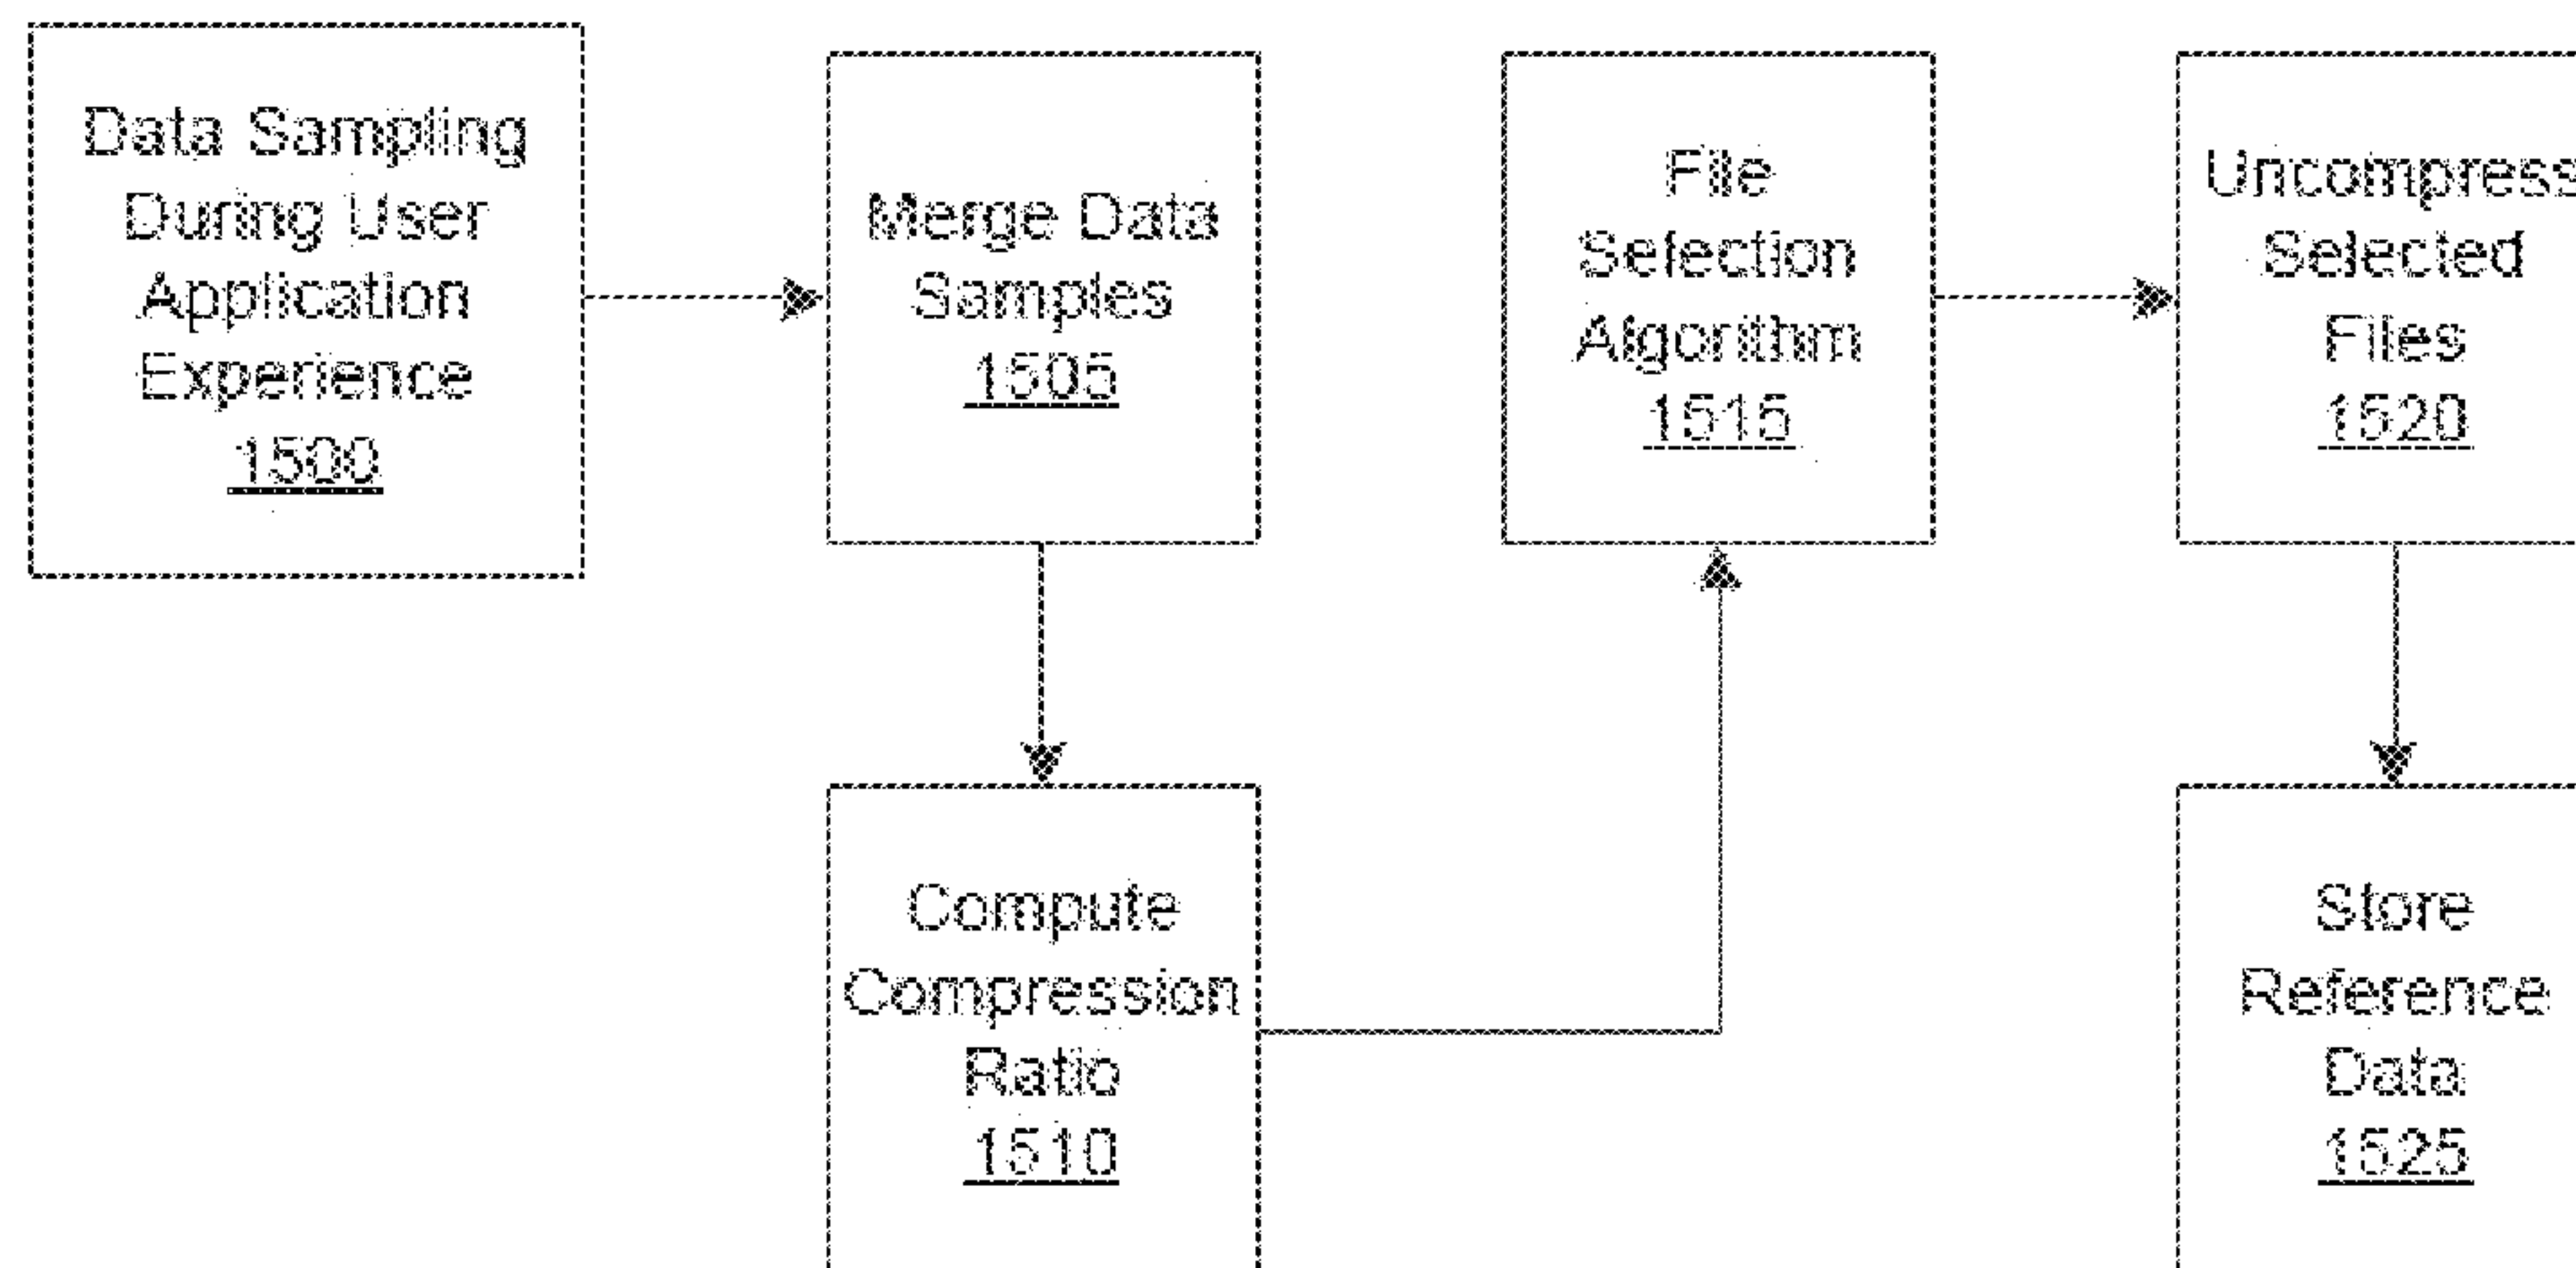 Data Sampling
During User
Application
Experience
1500
Merge Data
Samples
1505
Compute
Compression
Ratio
1510
File
Selection
Algorithm
1515
Uncompress
Selected
Files
1520
Store
Reference
Data
1525